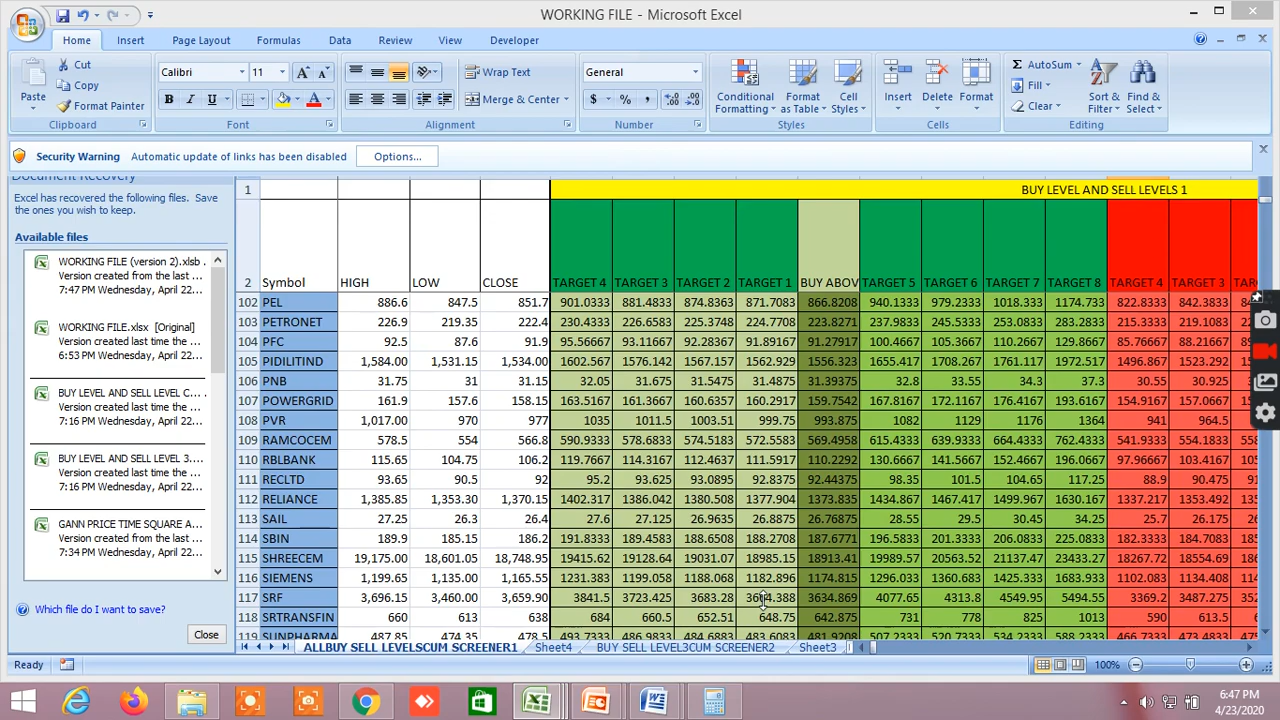 WORKING FILE - Microsoft Excel
Home Insert Page Layout Formulas Data Review View Developer
Paste Cut Copy Format Painter Clipboard
Calibri 11 Font
Wrap Text Merge & Center Alignment
General Number
Conditional Formatting Format as Table Cell Styles Styles
Insert Delete Format Cells
AutoSum Fill Clear Sort & Filter Find & Select Editing
Security Warning Automatic update of links has been disabled Options...
Document Recovery
Excel has recovered the following files. Save
the ones you wish to keep.
Available files
WORKING FILE (version 2).xlsb
Version created from the last ...
7:47 PM Wednesday, April 22...
WORKING FILE.xlsx [Original]
Version created from the last ...
6:53 PM Wednesday, April 22...
BUY LEVEL AND SELL LEVEL C...
Version created last time the ...
7:16 PM Wednesday, April 22...
BUY LEVEL AND SELL LEVEL 3....
Version created last time the ...
7:16 PM Wednesday, April 22...
GANN PRICE TIME SQUARE A...
Version created last time the ...
7:34 PM Wednesday, April 22...
Which file do I want to save?
Close
1 BUY LEVEL AND SELL LEVELS 1
2 Symbol HIGH LOW CLOSE TARGET 4 TARGET 3 TARGET 2 TARGET 1 BUY ABOV TARGET 5 TARGET 6 TARGET 7 TARGET 8 TARGET 4 TARGET 3
102 PEL 886.6 847.5 851.7 901.0333 881.4833 874.8363 871.7083 866.8208 940.1333 979.2333 1018.333 1174.733 822.8333 842.3833
103 PETRONET 226.9 219.35 222.4 230.4333 226.6583 225.3748 224.7708 223.8271 237.9833 245.5333 253.0833 283.2833 215.3333 219.1083
104 PFC 92.5 87.6 91.9 95.56667 93.11667 92.28367 91.89167 91.27917 100.4667 105.3667 110.2667 129.8667 85.76667 88.21667
105 PIDILITIND 1,584.00 1,531.15 1,534.00 1602.567 1576.142 1567.157 1562.929 1556.323 1655.417 1708.267 1761.117 1972.517 1496.867 1523.292
106 PNB 31.75 31 31.15 32.05 31.675 31.5475 31.4875 31.39375 32.8 33.55 34.3 37.3 30.55 30.925
107 POWERGRID 161.9 157.6 158.15 163.5167 161.3667 160.6357 160.2917 159.7542 167.8167 172.1167 176.4167 193.6167 154.9167 157.0667
108 PVR 1,017.00 970 977 1035 1011.5 1003.51 999.75 993.875 1082 1129 1176 1364 941 964.5
109 RAMCOCEM 578.5 554 566.8 590.9333 578.6833 574.5183 572.5583 569.4958 615.4333 639.9333 664.4333 762.4333 541.9333 554.1833
110 RBLBANK 115.65 104.75 106.2 119.7667 114.3167 112.4637 111.5917 110.2292 130.6667 141.5667 152.4667 196.0667 97.96667 103.4167
111 RECLTD 93.65 90.5 92 95.2 93.625 93.0895 92.8375 92.44375 98.35 101.5 104.65 117.25 88.9 90.475
112 RELIANCE 1,385.85 1,353.30 1,370.15 1402.317 1386.042 1380.508 1377.904 1373.835 1434.867 1467.417 1499.967 1630.167 1337.217 1353.492
113 SAIL 27.25 26.3 26.4 27.6 27.125 26.9635 26.8875 26.76875 28.55 29.5 30.45 34.25 25.7 26.175
114 SBIN 189.9 185.15 186.2 191.8333 189.4583 188.6508 188.2708 187.6771 196.5833 201.3333 206.0833 225.0833 182.3333 184.7083
115 SHREECEM 19,175.00 18,601.05 18,748.95 19415.62 19128.64 19031.07 18985.15 18913.41 19989.57 20563.52 21137.47 23433.27 18267.72 18554.69
116 SIEMENS 1,199.65 1,135.00 1,165.55 1231.383 1199.058 1188.068 1182.896 1174.815 1296.033 1360.683 1425.333 1683.933 1102.083 1134.408
117 SRF 3,696.15 3,460.00 3,659.90 3841.5 3723.425 3683.28 3634.869 4077.65 4313.8 4549.95 5494.55 3369.2 3487.275
118 SRTRANSFIN 660 613 638 684 660.5 652.51 648.75 642.875 731 778 825 1013 590 613.5
119 SUNPHARMA 487.85 474.35 478.5 493.7333 486.9833 484.6883 483.6083 481.9208 507.2333 520.7333 534.2333 588.2333 466.7333 473.4833
ALLBUY SELL LEVELSCUM SCREENER1 Sheet4 BUY SELL LEVEL3CUM SCREENER2 Sheet3
Ready 100%
6:47 PM
4/23/2020